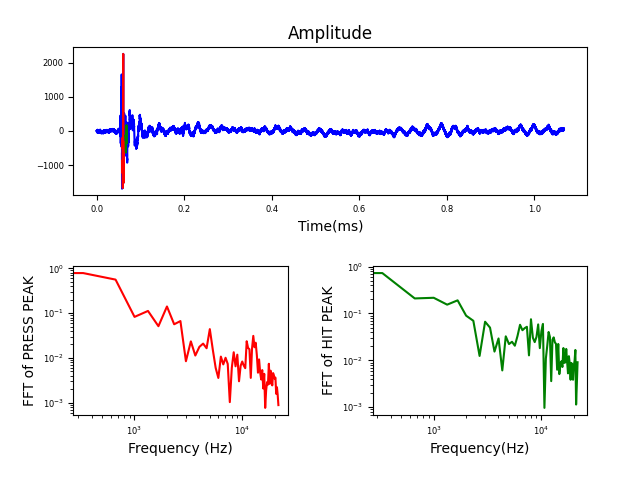 Amplitude
2000
1000
0
−1000
0.0 0.2 0.4 0.6 0.8 1.0
Time(ms)
10⁰
10⁻¹
10⁻²
10⁻³
FFT of PRESS PEAK
10³ 10⁴
Frequency (Hz)
10⁰
10⁻¹
10⁻²
10⁻³
FFT of HIT PEAK
10³ 10⁴
Frequency(Hz)